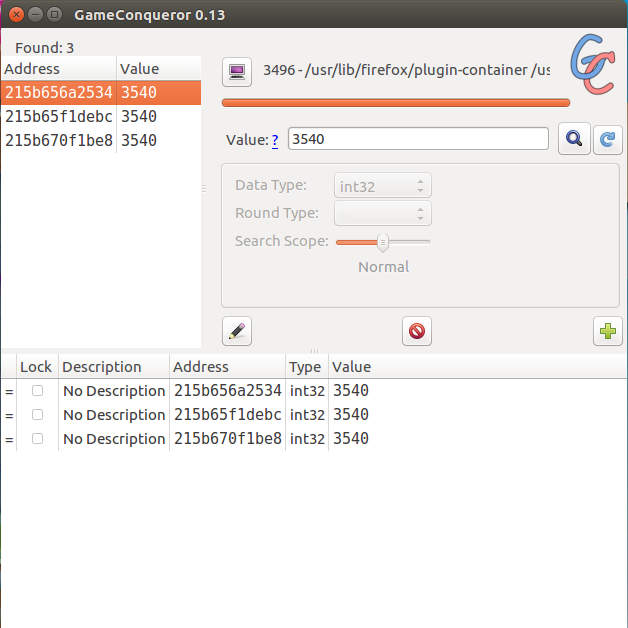 GameConqueror 0.13
Found: 3
Address Value
215b656a2534 3540
215b65f1debc 3540
215b670f1be8 3540
3496 - /usr/lib/firefox/plugin-container /us
Value: ? 3540
Data Type: int32
Round Type:
Search Scope:
Normal
Lock Description Address Type Value
= No Description 215b656a2534 int32 3540
= No Description 215b65f1debc int32 3540
= No Description 215b670f1be8 int32 3540